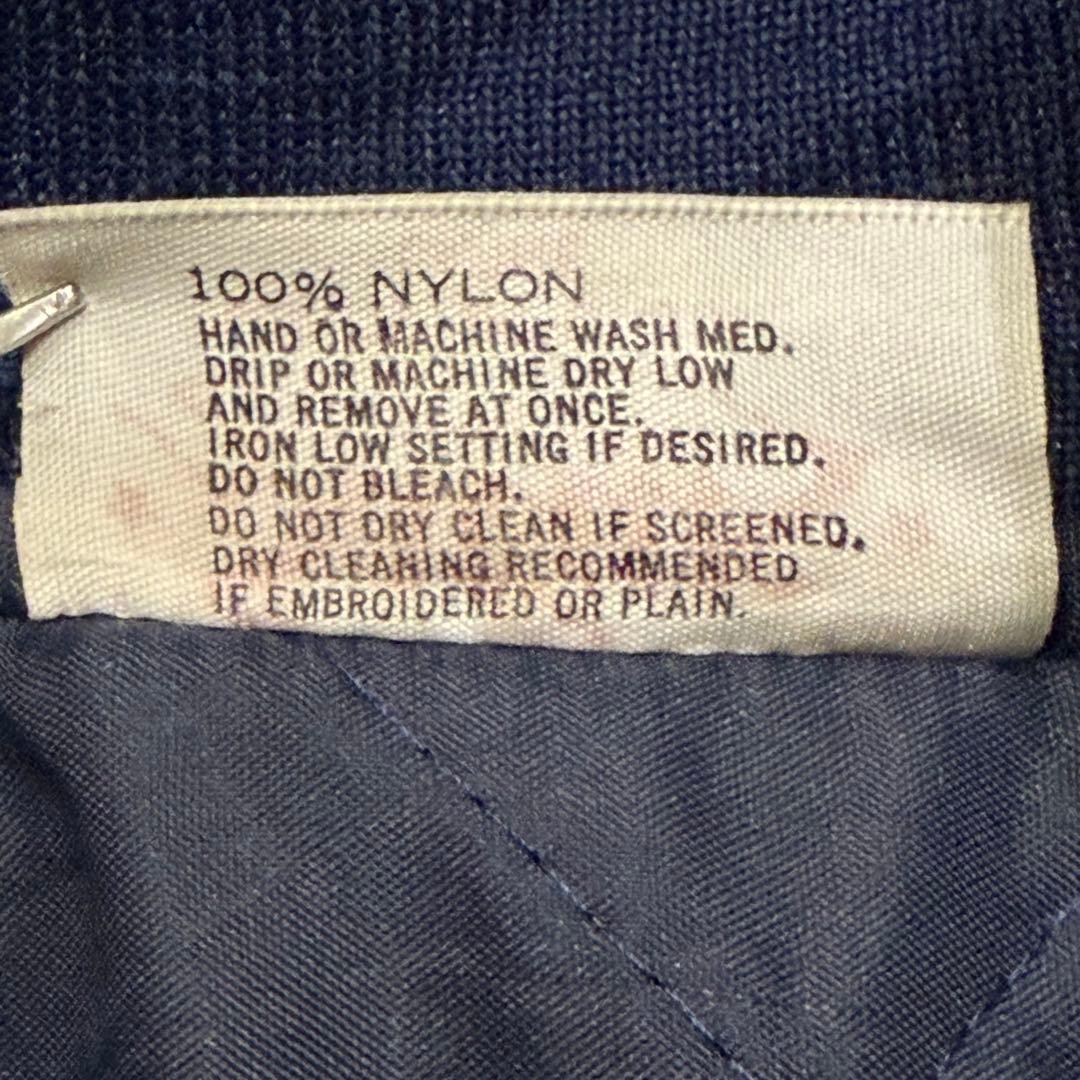 100% NYLON
HAND OR MACHINE WASH MED.
DRIP OR MACHINE DRY LOW
AND REMOVE AT ONCE.
IRON LOW SETTING IF DESIRED.
DO NOT BLEACH.
DO NOT DRY CLEAN IF SCREENED.
DRY CLEANING RECOMMENDED
IF EMBROIDERED OR PLAIN.